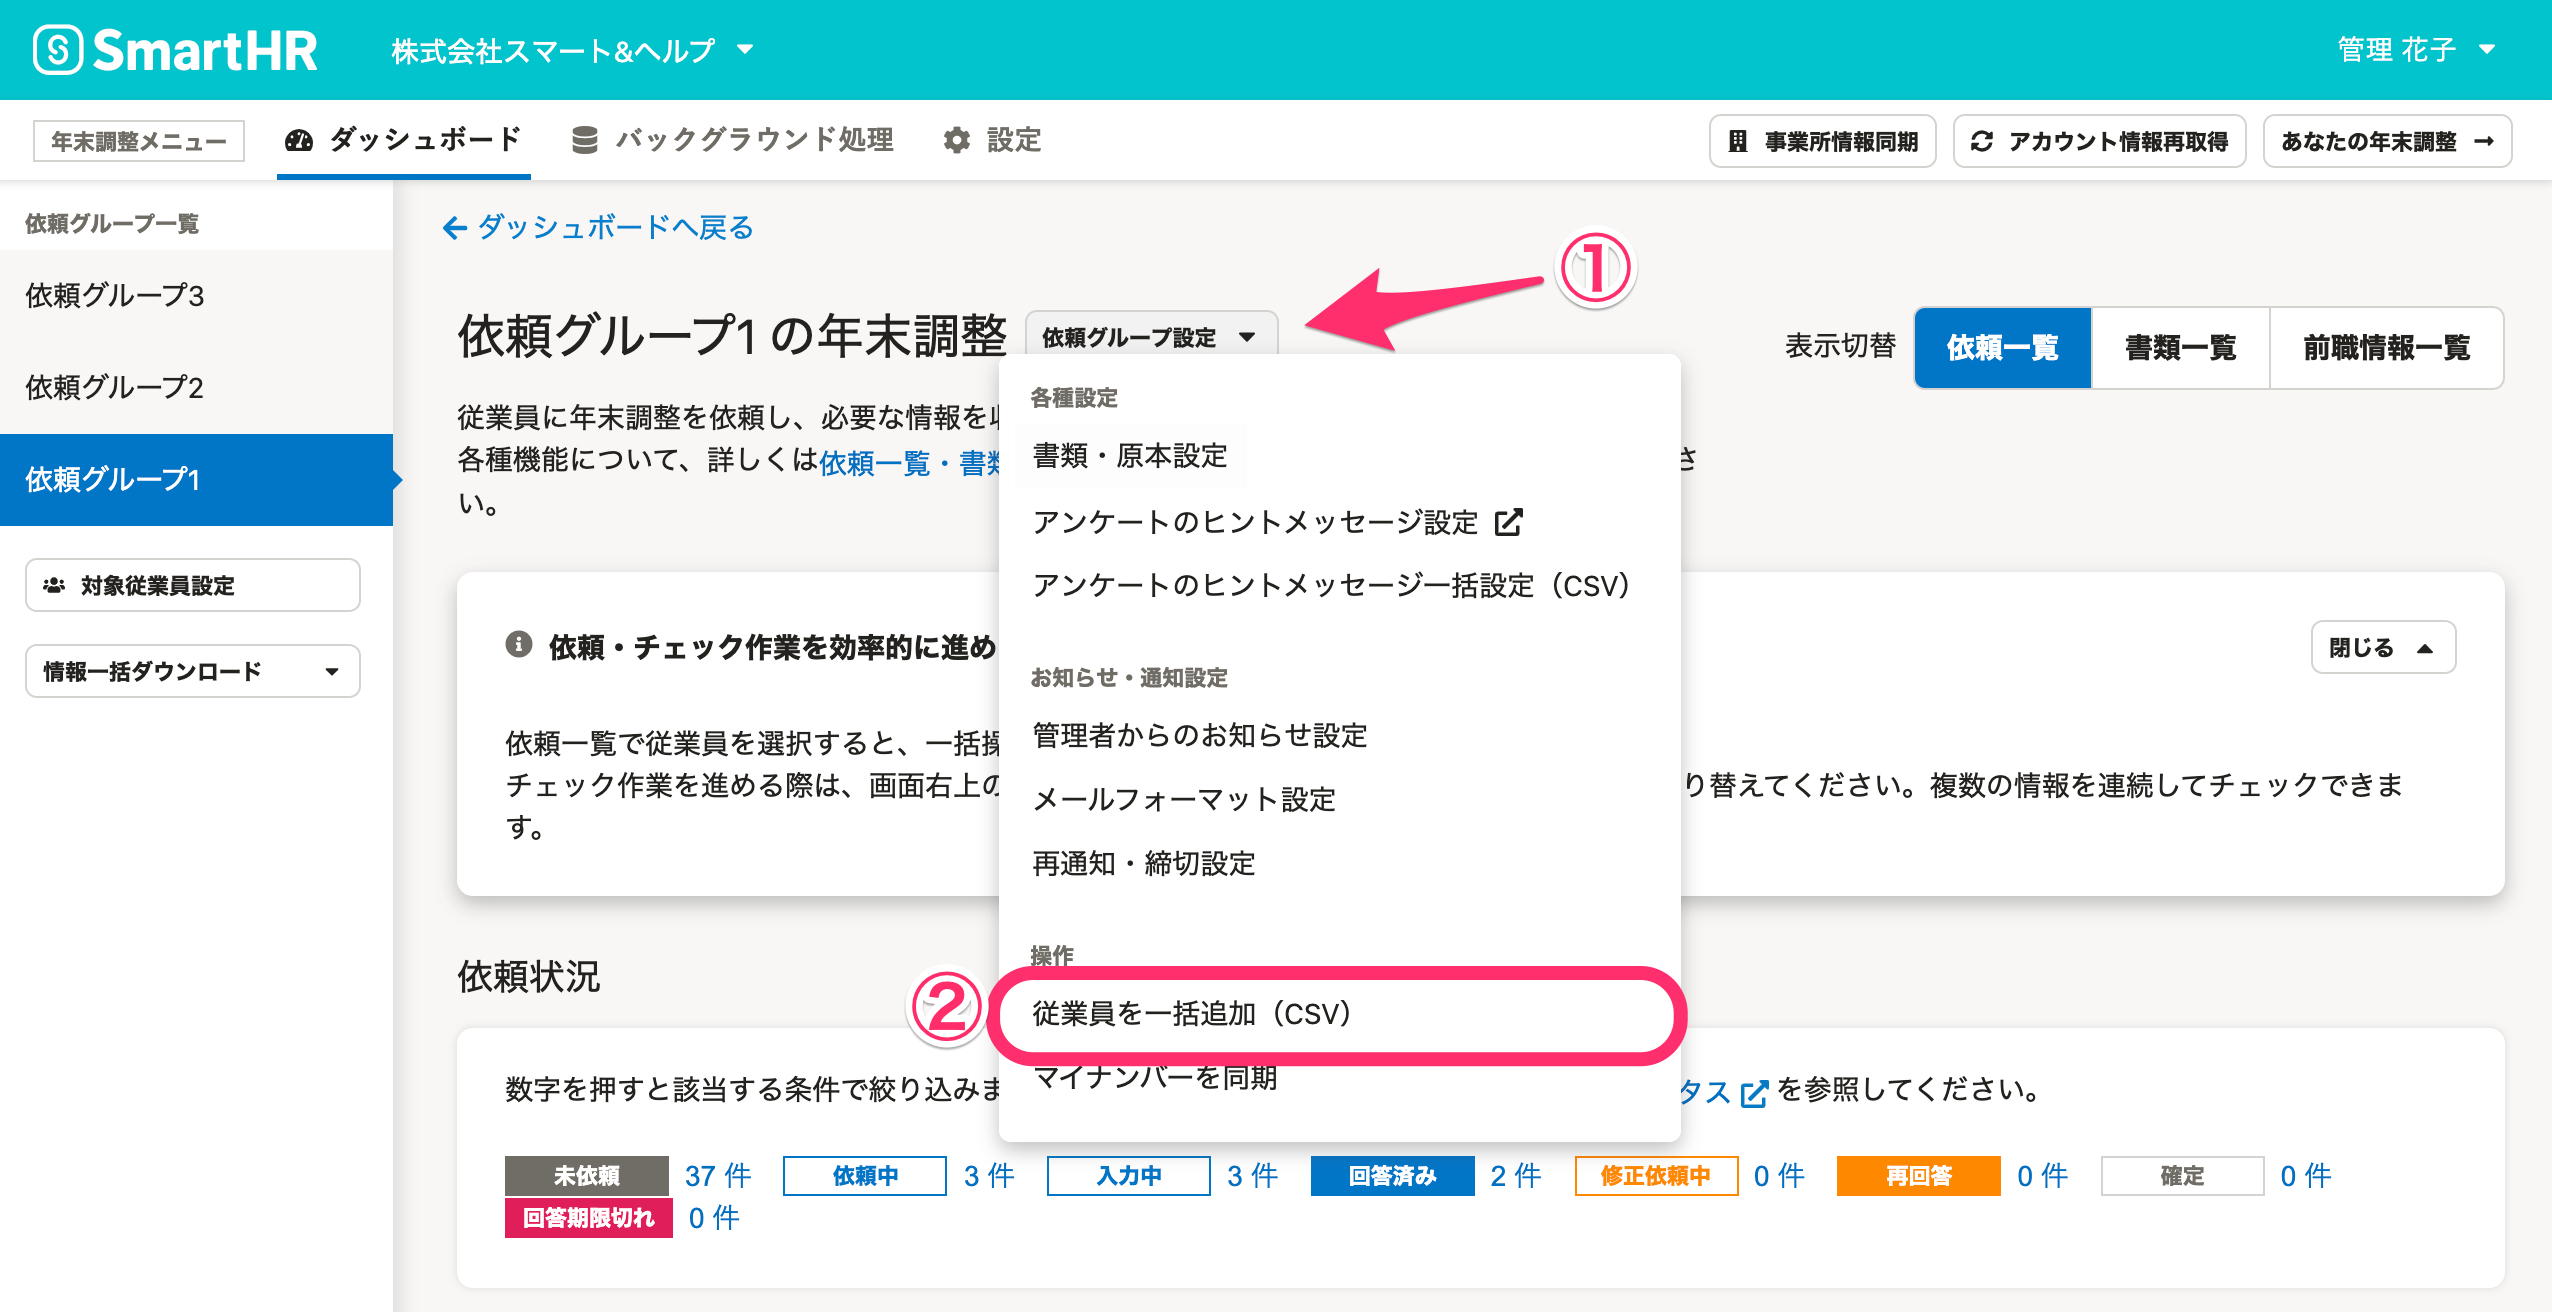 SmartHR 株式会社スマート&ヘルプ 管理 花子
年末調整メニュー ダッシュボード バックグラウンド処理 設定 事業所情報同期 アカウント情報再取得 あなたの年末調整
依頼グループ一覧
依頼グループ3
依頼グループ2
依頼グループ1
対象従業員設定
情報一括ダウンロード
ダッシュボードへ戻る
①
依頼グループ1 の年末調整 依頼グループ設定
表示切替 依頼一覧 書類一覧 前職情報一覧
従業員に年末調整を依頼し、必要な情報を
各種機能について、詳しくは依頼一覧・書 さ
い。
各種設定
書類・原本設定
アンケートのヒントメッセージ設定
アンケートのヒントメッセージ一括設定（CSV）
お知らせ・通知設定
管理者からのお知らせ設定
メールフォーマット設定
再通知・締切設定
操作
②
従業員を一括追加（CSV）
マイナンバーを同期
依頼・チェック作業を効率的に進め 閉じる
依頼一覧で従業員を選択すると、一括
チェック作業を進める際は、画面右上の り替えてください。複数の情報を連続してチェックできま
す。
依頼状況
数字を押すと該当する条件で絞り込みま タス を参照してください。
未依頼 37 件 依頼中 3 件 入力中 3 件 回答済み 2 件 修正依頼中 0 件 再回答 0 件 確定 0 件
回答期限切れ 0 件